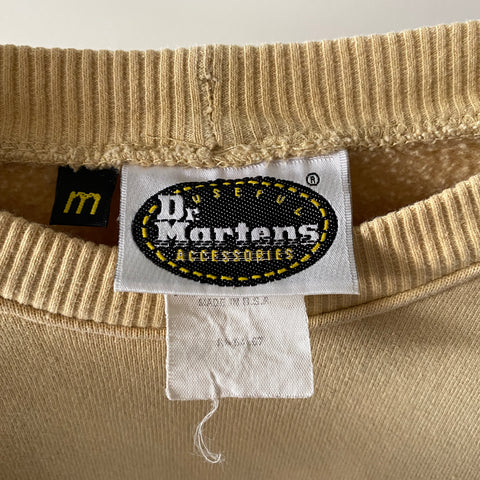 m
USEFUL
Dr
Martens
ACCESSORIES
®
MADE IN U.S.A